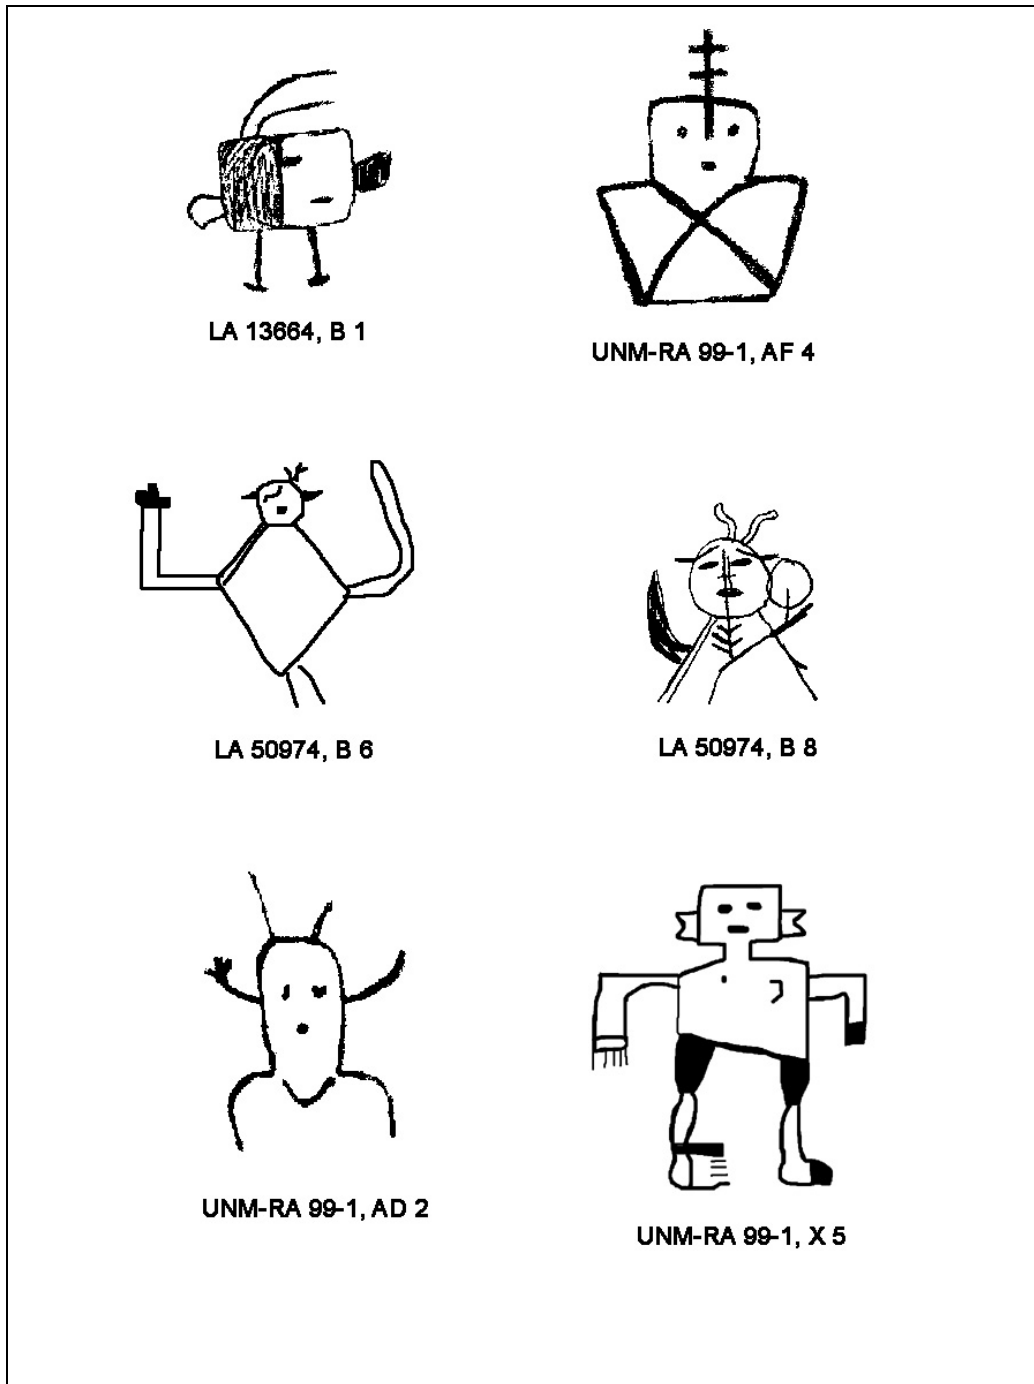 LA 13664, B 1
UNM-RA 99-1, AF 4
LA 50974, B 6
LA 50974, B 8
UNM-RA 99-1, AD 2
UNM-RA 99-1, X 5